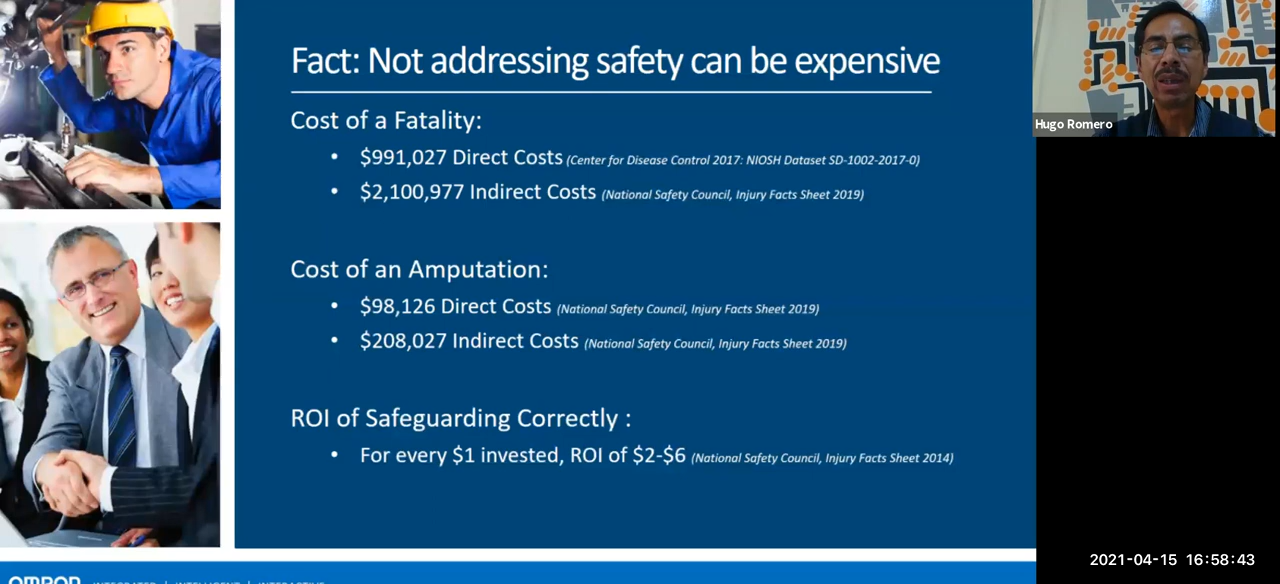 Fact: Not addressing safety can be expensive
Cost of a Fatality:
• $991,027 Direct Costs (Center for Disease Control 2017: NIOSH Dataset SD-1002-2017-0)
• $2,100,977 Indirect Costs (National Safety Council, Injury Facts Sheet 2019)
Cost of an Amputation:
• $98,126 Direct Costs (National Safety Council, Injury Facts Sheet 2019)
• $208,027 Indirect Costs (National Safety Council, Injury Facts Sheet 2019)
ROI of Safeguarding Correctly :
• For every $1 invested, ROI of $2-$6 (National Safety Council, Injury Facts Sheet 2014)
Hugo Romero
2021-04-15 16:58:43
OMRON INTEGRATED | INTELLIGENT | INTERACTIVE